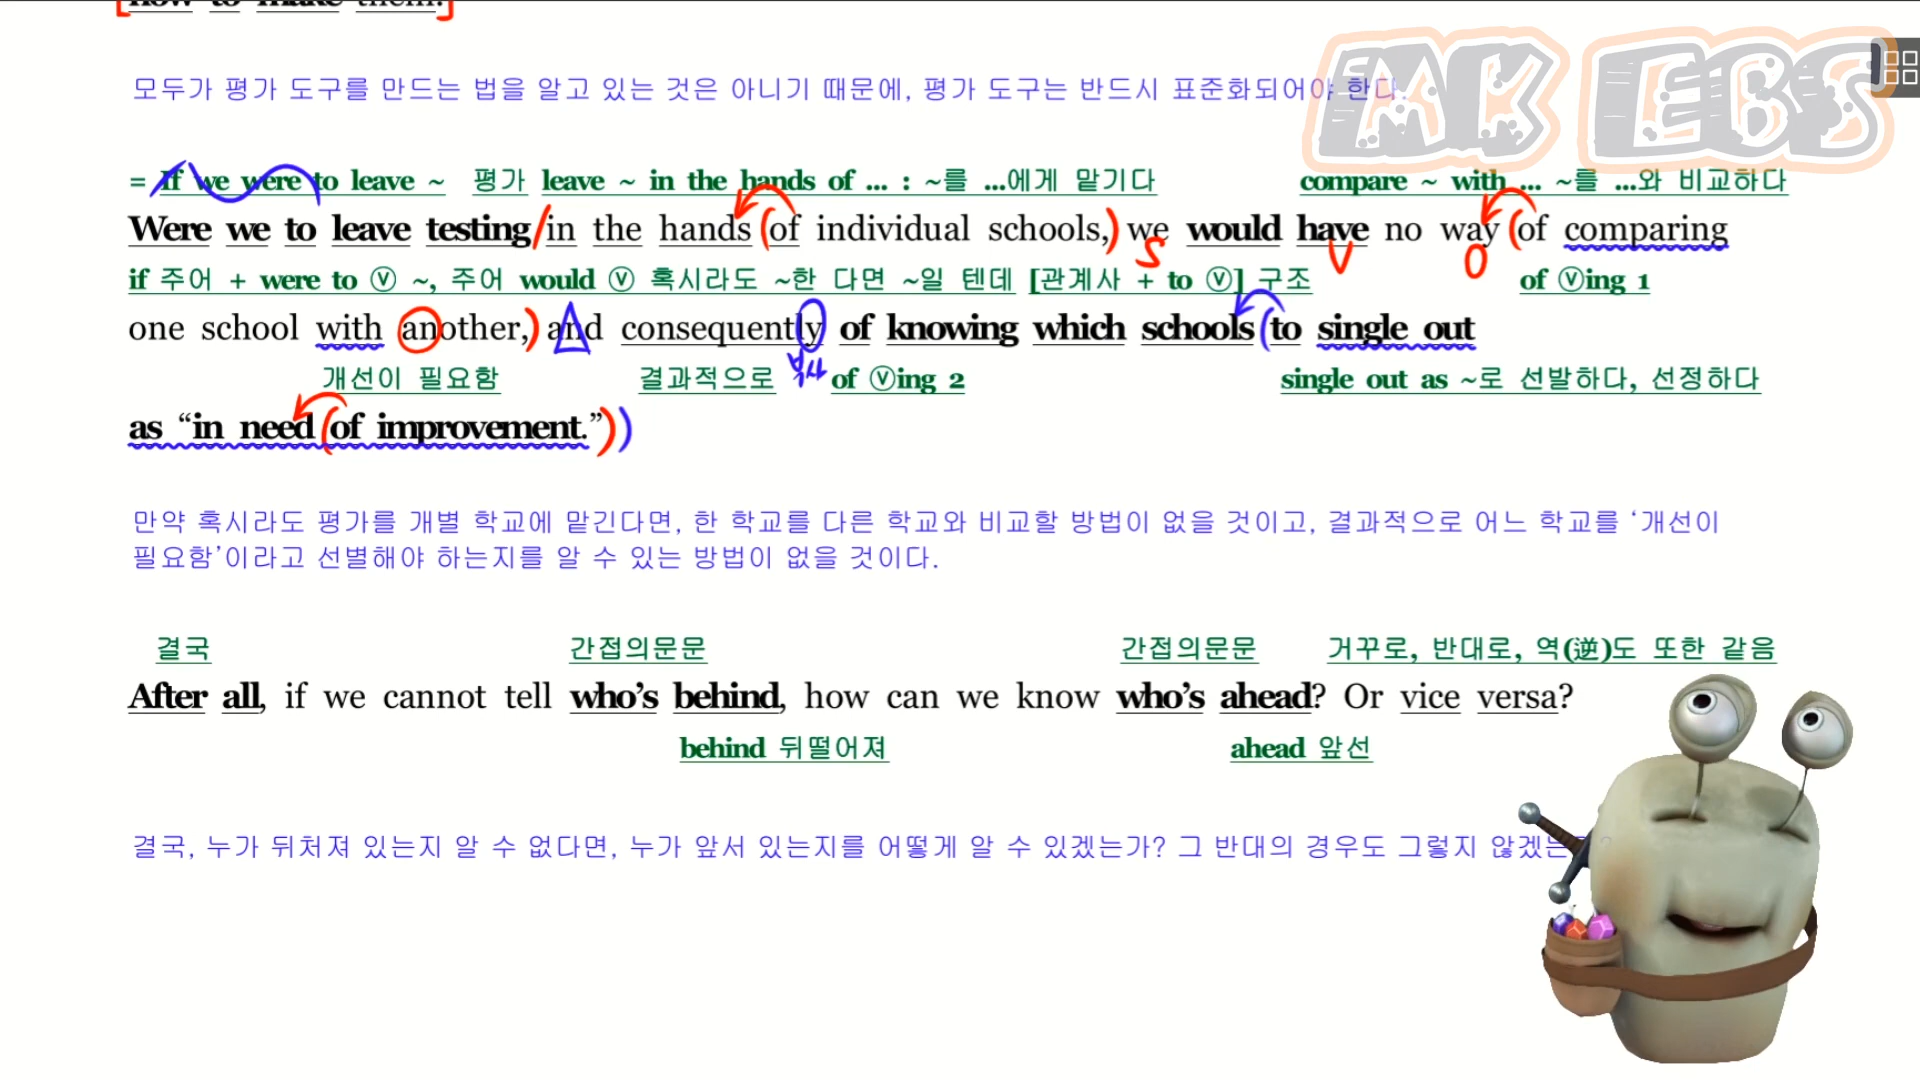 how to make them.
MK EBS
모두가 평가 도구를 만드는 법을 알고 있는 것은 아니기 때문에, 평가 도구는 반드시 표준화되어야 한다.
= If we were to leave ~ 평가 leave ~ in the hands of ... : ~를 ...에게 맡기다 compare ~ with ... ~를 ...와 비교하다
Were we to leave testing / in the hands (of individual schools,) we would have no way (of comparing
S V O
if 주어 + were to ⓥ ~, 주어 would ⓥ 혹시라도 ~한 다면 ~일 텐데 [관계사 + to ⓥ] 구조 of ⓥing 1
one school with another,) and consequently of knowing which schools (to single out
개선이 필요함 결과적으로 부사 of ⓥing 2 single out as ~로 선발하다, 선정하다
as “in need (of improvement.”))
만약 혹시라도 평가를 개별 학교에 맡긴다면, 한 학교를 다른 학교와 비교할 방법이 없을 것이고, 결과적으로 어느 학교를 ‘개선이
필요함’이라고 선별해야 하는지를 알 수 있는 방법이 없을 것이다.
결국 간접의문문 간접의문문 거꾸로, 반대로, 역(逆)도 또한 같음
After all, if we cannot tell who’s behind, how can we know who’s ahead? Or vice versa?
behind 뒤떨어져 ahead 앞선
결국, 누가 뒤처져 있는지 알 수 없다면, 누가 앞서 있는지를 어떻게 알 수 있겠는가? 그 반대의 경우도 그렇지